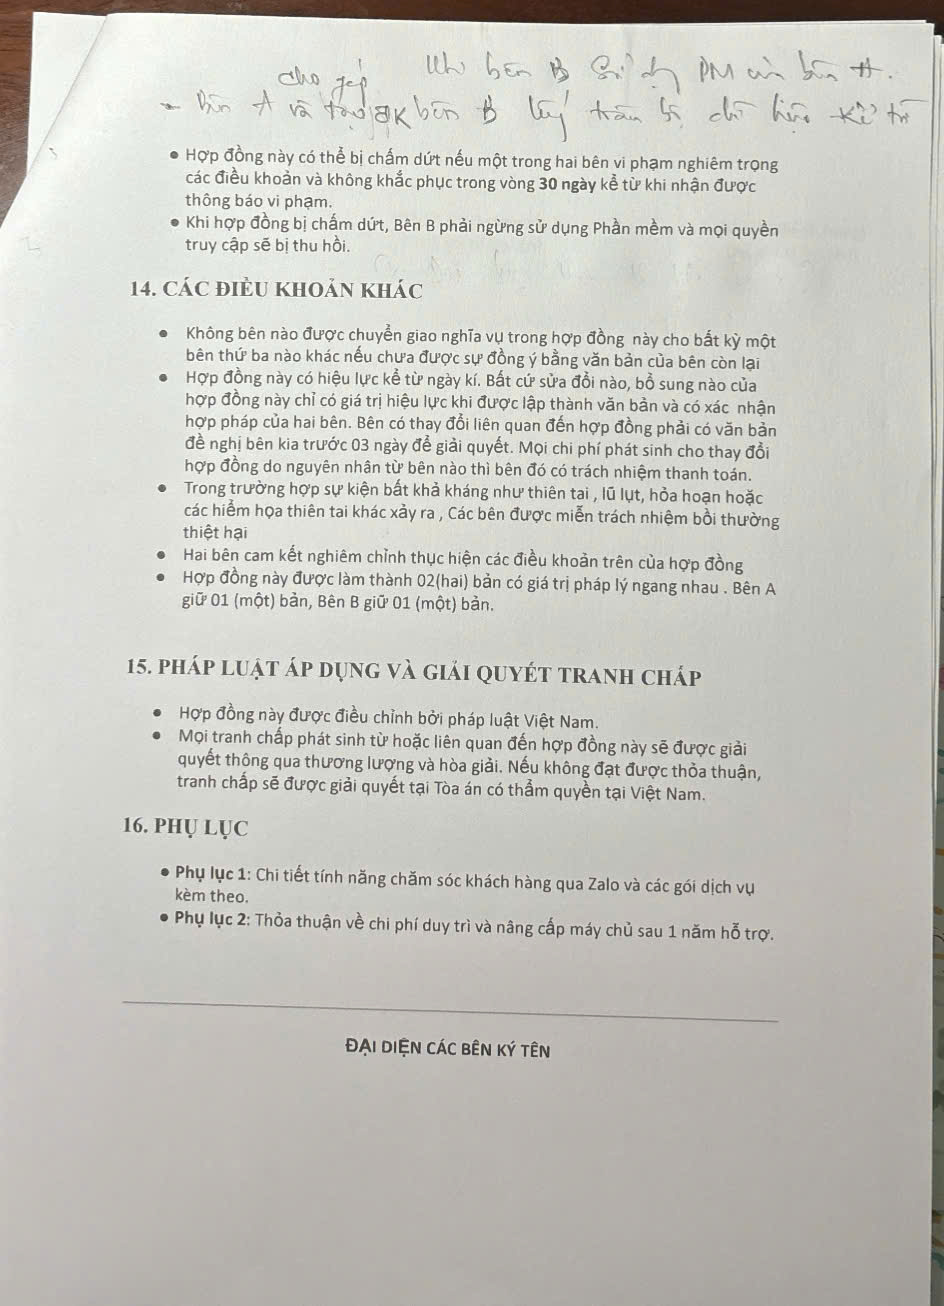 cho
bên B PM bên A.
- Bên A và tạo ĐK bên B lấy
• Hợp đồng này có thể bị chấm dứt nếu một trong hai bên vi phạm nghiêm trọng
các điều khoản và không khắc phục trong vòng 30 ngày kể từ khi nhận được
thông báo vi phạm.
• Khi hợp đồng bị chấm dứt, Bên B phải ngừng sử dụng Phần mềm và mọi quyền
truy cập sẽ bị thu hồi.
14. CÁC ĐIỀU KHOẢN KHÁC
• Không bên nào được chuyển giao nghĩa vụ trong hợp đồng này cho bất kỳ một
bên thứ ba nào khác nếu chưa được sự đồng ý bằng văn bản của bên còn lại
• Hợp đồng này có hiệu lực kể từ ngày kí. Bất cứ sửa đổi nào, bổ sung nào của
hợp đồng này chỉ có giá trị hiệu lực khi được lập thành văn bản và có xác nhận
hợp pháp của hai bên. Bên có thay đổi liên quan đến hợp đồng phải có văn bản
đề nghị bên kia trước 03 ngày để giải quyết. Mọi chi phí phát sinh cho thay đổi
hợp đồng do nguyên nhân từ bên nào thì bên đó có trách nhiệm thanh toán.
• Trong trường hợp sự kiện bất khả kháng như thiên tai , lũ lụt, hỏa hoạn hoặc
các hiểm họa thiên tai khác xảy ra , Các bên được miễn trách nhiệm bồi thường
thiệt hại
• Hai bên cam kết nghiêm chỉnh thục hiện các điều khoản trên của hợp đồng
• Hợp đồng này được làm thành 02(hai) bản có giá trị pháp lý ngang nhau . Bên A
giữ 01 (một) bản, Bên B giữ 01 (một) bản.
15. PHÁP LUẬT ÁP DỤNG VÀ GIẢI QUYẾT TRANH CHẤP
• Hợp đồng này được điều chỉnh bởi pháp luật Việt Nam.
• Mọi tranh chấp phát sinh từ hoặc liên quan đến hợp đồng này sẽ được giải
quyết thông qua thương lượng và hòa giải. Nếu không đạt được thỏa thuận,
tranh chấp sẽ được giải quyết tại Tòa án có thẩm quyền tại Việt Nam.
16. PHỤ LỤC
• Phụ lục 1: Chi tiết tính năng chăm sóc khách hàng qua Zalo và các gói dịch vụ
kèm theo.
• Phụ lục 2: Thỏa thuận về chi phí duy trì và nâng cấp máy chủ sau 1 năm hỗ trợ.
ĐẠI DIỆN CÁC BÊN KÝ TÊN